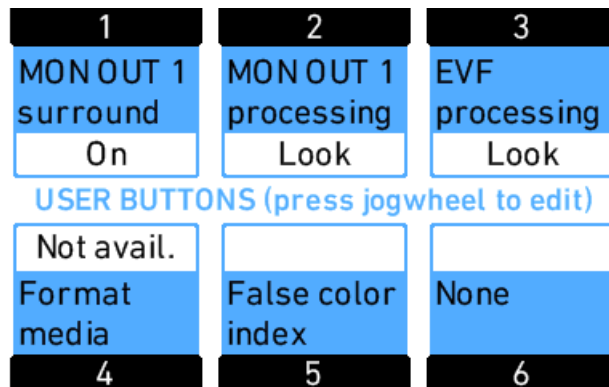 1 2 3
MON OUT 1 MON OUT 1 EVF
surround processing processing
On Look Look
USER BUTTONS (press jogwheel to edit)
Not avail.
Format False color None
media index
4 5 6